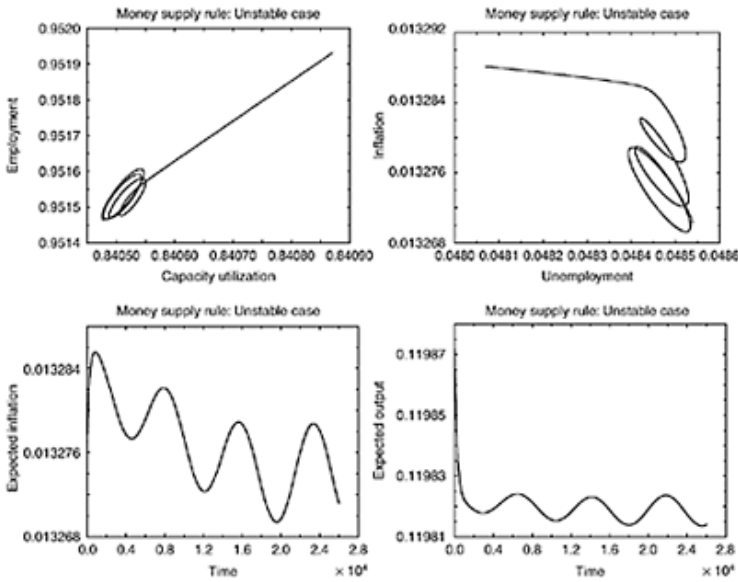 Money supply rule: Unstable case
Employment
0.9520
0.9519
0.9518
0.9517
0.9516
0.9515
0.9514
0.84050 0.84060 0.84070 0.84080 0.84090
Capacity utilization
Money supply rule: Unstable case
Inflation
0.013292
0.013284
0.013276
0.013268
0.0480 0.0481 0.0482 0.0483 0.0484 0.0485 0.0486
Unemployment
Money supply rule: Unstable case
Expected inflation
0.013284
0.013276
0.013268
0.0 0.4 0.8 1.2 1.6 2.0 2.4 2.8
Time × 10⁴
Money supply rule: Unstable case
Expected output
0.11987
0.11985
0.11983
0.11981
0.0 0.4 0.8 1.2 1.6 2.0 2.4 2.8
Time × 10⁴